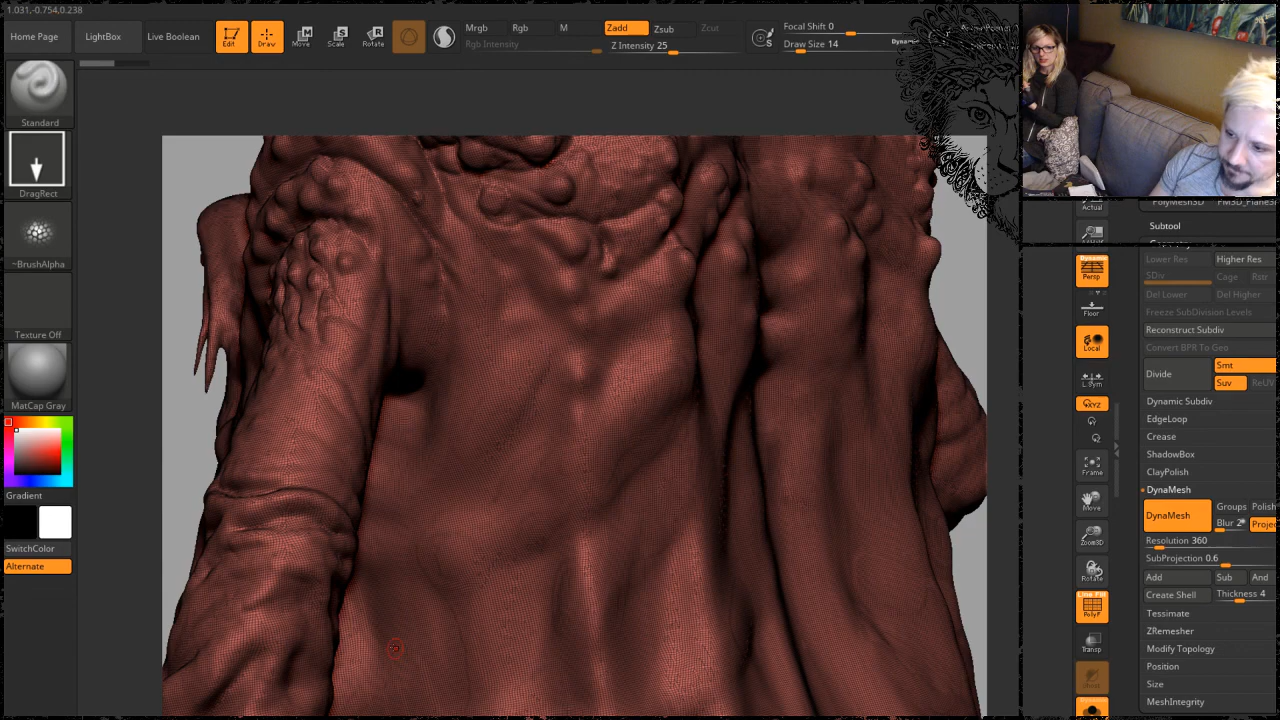 1.031,-0.754,0.238
Home Page LightBox Live Boolean Edit Draw Move Scale Rotate Mrgb Rgb M Zadd Zsub Zcut Focal Shift 0
Rgb Intensity Z Intensity 25 Draw Size 14
Standard
DragRect
~BrushAlpha
Texture Off
MatCap Gray
Gradient
SwitchColor
Alternate
Actual
Dynamic
Persp
Floor
Local
L.Sym
XYZ
Frame
Move
Zoom3D
Rotate
Line Fill
PolyF
Transp
PolyMesh3D
Subtool
Lower Res Higher Res
SDiv Cage Rstr
Del Lower Del Higher
Freeze SubDivision Levels
Reconstruct Subdiv
Convert BPR To Geo
Divide Smt
Suv ReUV
Dynamic Subdiv
EdgeLoop
Crease
ShadowBox
ClayPolish
DynaMesh
DynaMesh Groups Polish
Blur 2
Resolution 360
SubProjection 0.6
Add Sub And
Create Shell Thickness 4
Tessimate
ZRemesher
Modify Topology
Position
Size
MeshIntegrity